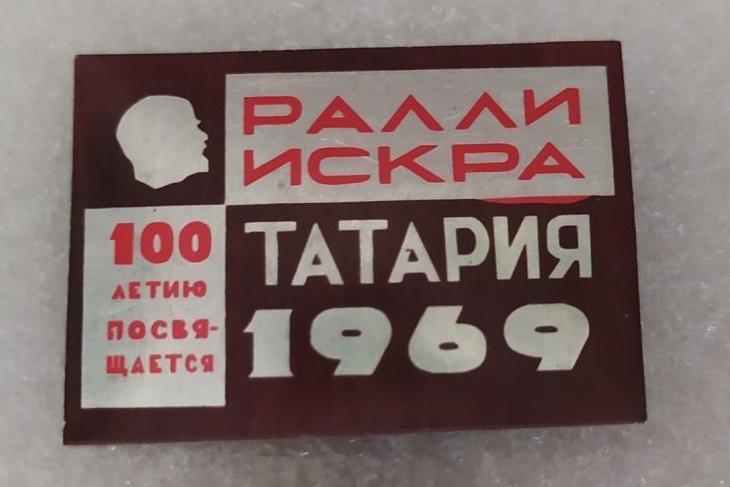 РАЛЛИ
ИСКРА
100
ЛЕТИЮ
ПОСВЯ-
ЩАЕТСЯ
ТАТАРИЯ
1969